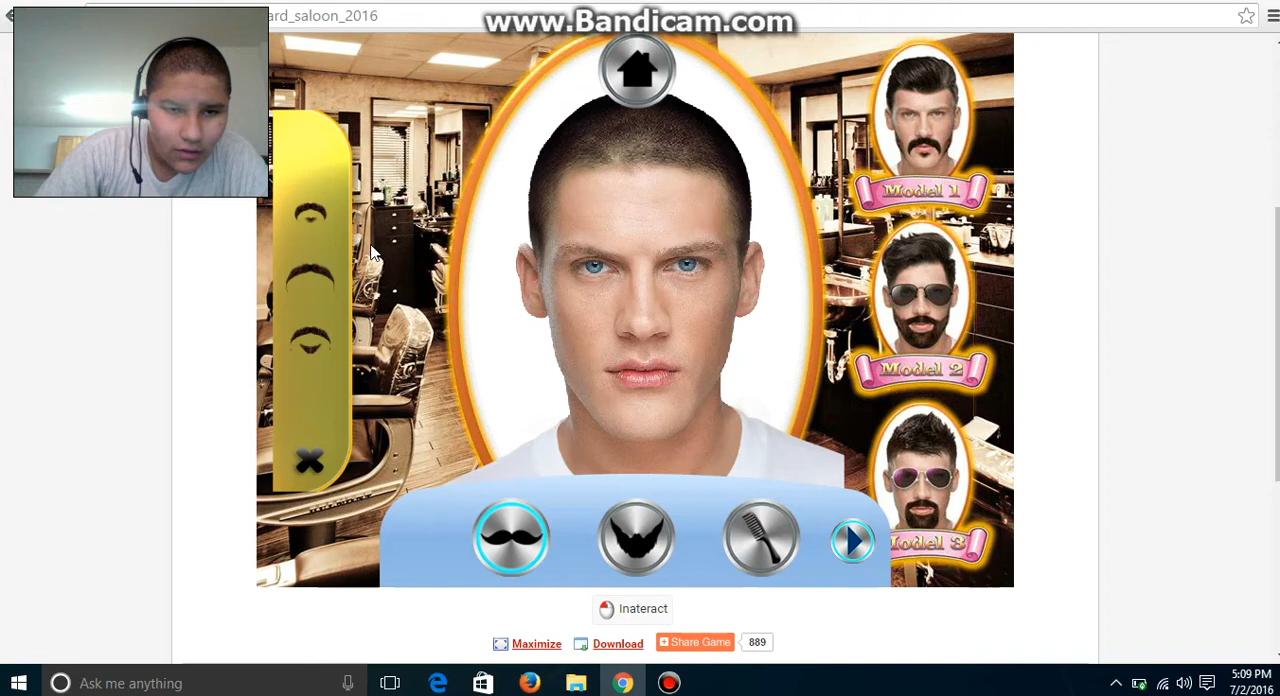 ard_saloon_2016
www.Bandicam.com
Model 1
Model 2
Model 3
Inateract
Maximize
Download
Share Game
889
Ask me anything
5:09 PM
7/2/2016